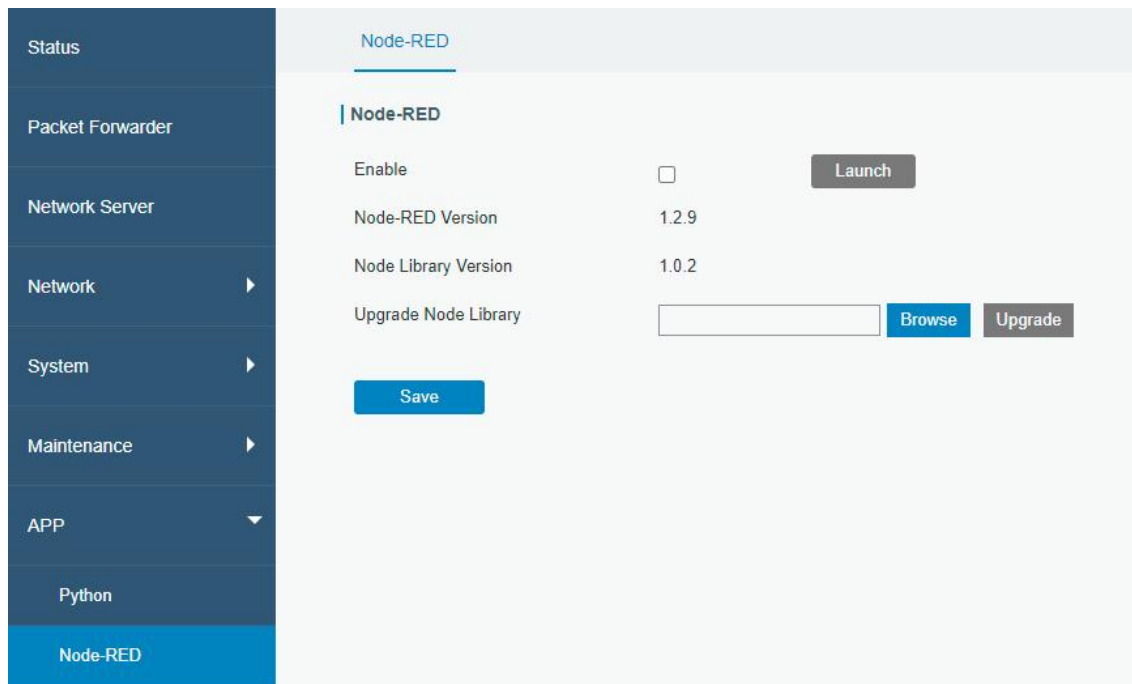 Status
Packet Forwarder
Network Server
Network
System
Maintenance
APP
Python
Node-RED
Node-RED
Node-RED
Enable Launch
Node-RED Version 1.2.9
Node Library Version 1.0.2
Upgrade Node Library Browse Upgrade
Save